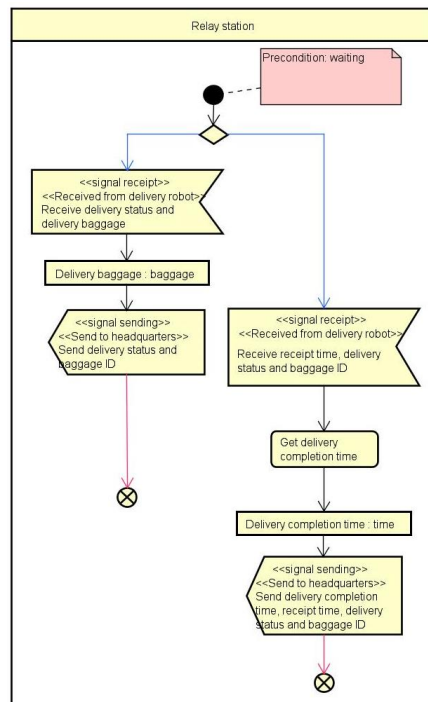 Relay station
Precondition: waiting
<<signal receipt>>
<<Received from delivery robot>>
Receive delivery status and
delivery baggage
Delivery baggage : baggage
<<signal sending>>
<<Send to headquarters>>
Send delivery status and
baggage ID
<<signal receipt>>
<<Received from delivery robot>>
Receive receipt time, delivery
status and baggage ID
Get delivery
completion time
Delivery completion time : time
<<signal sending>>
<<Send to headquarters>>
Send delivery completion
time, receipt time, delivery
status and baggage ID